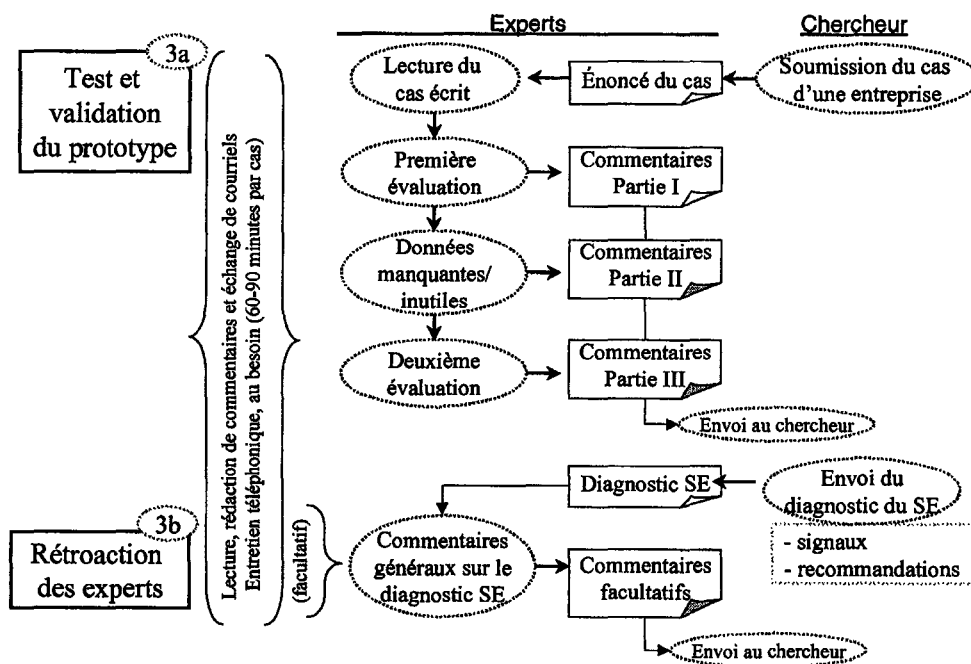 Experts
Chercheur
3a
Test et
validation
du prototype
Lecture, rédaction de commentaires et échange de courriels
Entretien téléphonique, au besoin (60-90 minutes par cas)
Lecture du
cas écrit
Énoncé du cas
Soumission du cas
d'une entreprise
Première
évaluation
Commentaires
Partie I
Données
manquantes/
inutiles
Commentaires
Partie II
Deuxième
évaluation
Commentaires
Partie III
Envoi au chercheur
3b
Rétroaction
des experts
(facultatif)
Diagnostic SE
Envoi du
diagnostic du SE
- signaux
- recommandations
Commentaires
généraux sur le
diagnostic SE
Commentaires
facultatifs
Envoi au chercheur